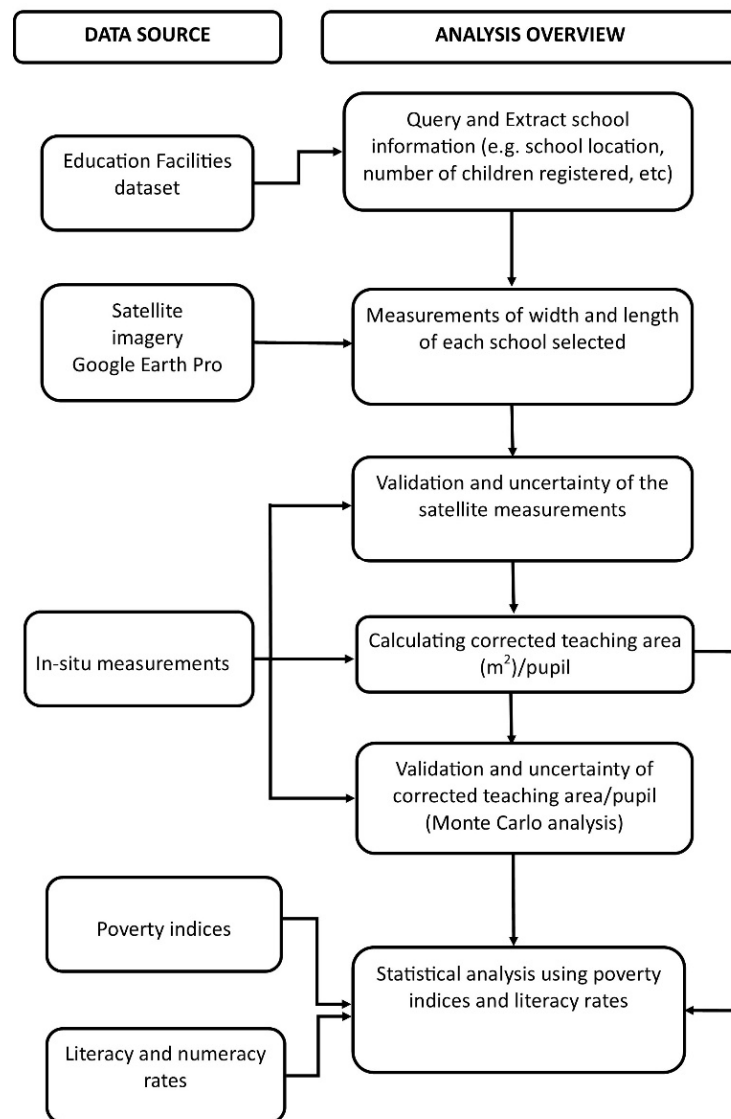 DATA SOURCE
ANALYSIS OVERVIEW
Education Facilities
dataset
Query and Extract school
information (e.g. school location,
number of children registered, etc)
Satellite
imagery
Google Earth Pro
Measurements of width and length
of each school selected
Validation and uncertainty of the
satellite measurements
In-situ measurements
Calculating corrected teaching area
(m²)/pupil
Validation and uncertainty of
corrected teaching area/pupil
(Monte Carlo analysis)
Poverty indices
Statistical analysis using poverty
indices and literacy rates
Literacy and numeracy
rates